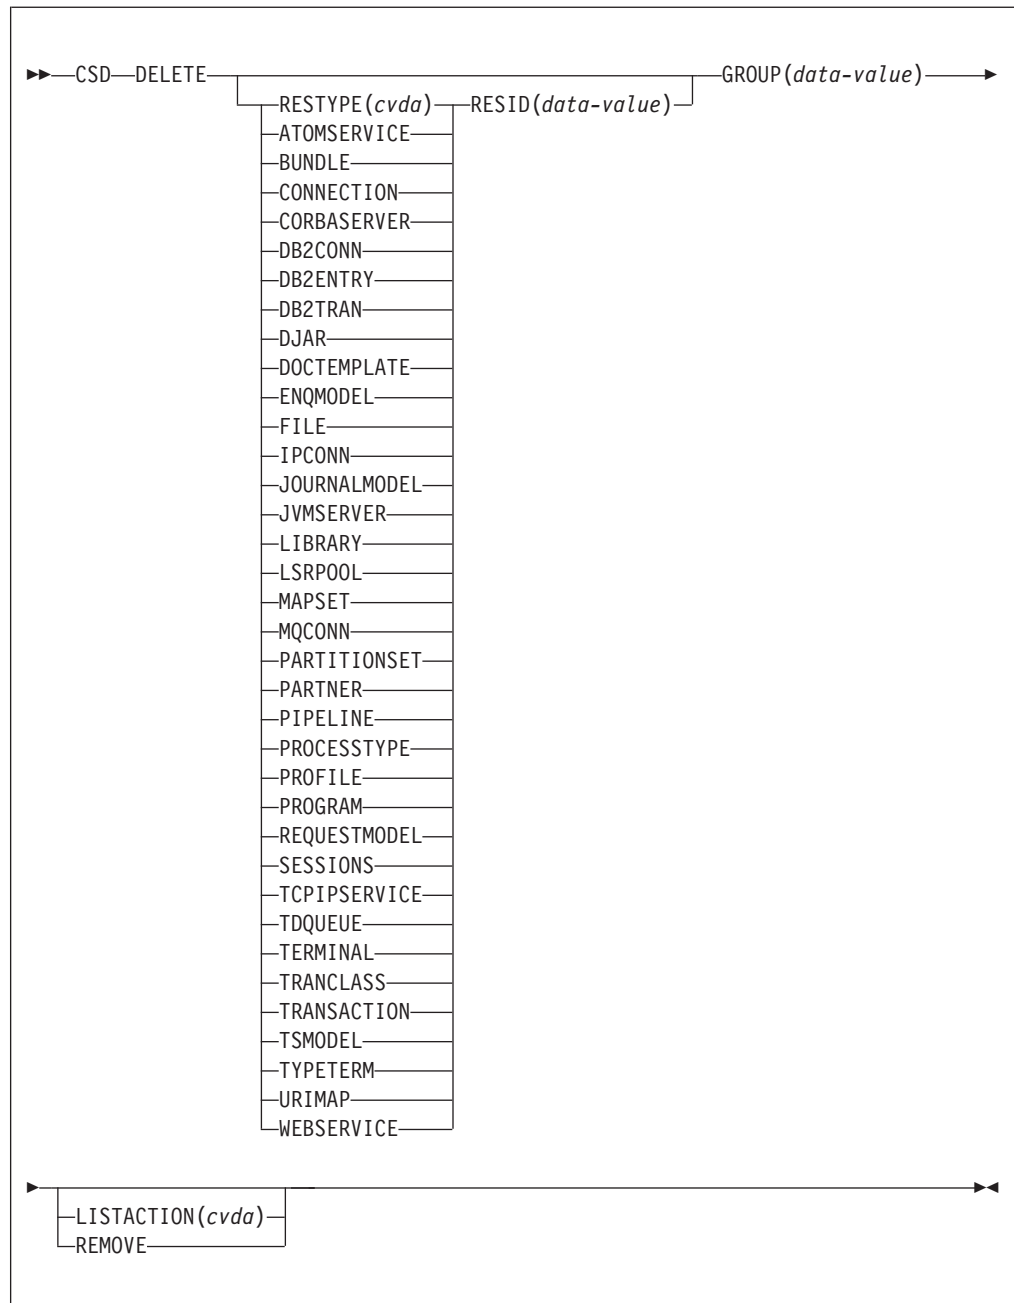 CSD DELETE GROUP(data-value)
RESTYPE(cvda) RESID(data-value)
ATOMSERVICE
BUNDLE
CONNECTION
CORBASERVER
DB2CONN
DB2ENTRY
DB2TRAN
DJAR
DOCTEMPLATE
ENQMODEL
FILE
IPCONN
JOURNALMODEL
JVMSERVER
LIBRARY
LSRPOOL
MAPSET
MQCONN
PARTITIONSET
PARTNER
PIPELINE
PROCESSTYPE
PROFILE
PROGRAM
REQUESTMODEL
SESSIONS
TCPIPSERVICE
TDQUEUE
TERMINAL
TRANCLASS
TRANSACTION
TSMODEL
TYPETERM
URIMAP
WEBSERVICE
LISTACTION(cvda)
REMOVE